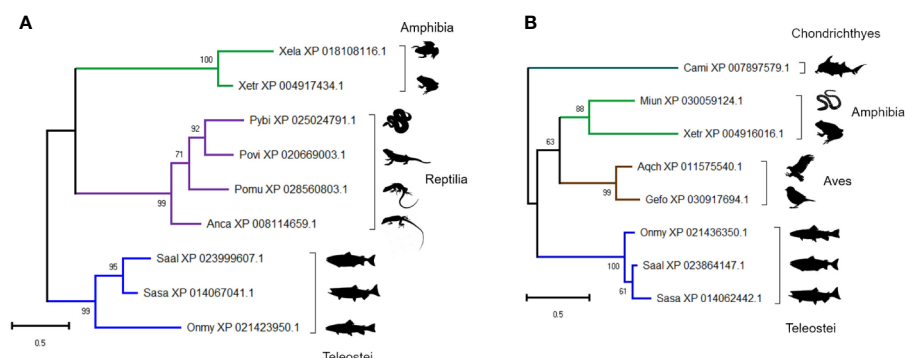 A
Amphibia
Xela XP 018108116.1
100
Xetr XP 004917434.1
Pybi XP 025024791.1
92
Povi XP 020669003.1
71
Reptilia
Pomu XP 028560803.1
99
Anca XP 008114659.1
Saal XP 023999607.1
95
Sasa XP 014067041.1
99
Onmy XP 021423950.1
0.5
Teleostei
B
Chondrichthyes
Cami XP 007897579.1
Miun XP 030059124.1
88
Amphibia
Xetr XP 004916016.1
63
Aqch XP 011575540.1
Aves
99
Gefo XP 030917694.1
Onmy XP 021436350.1
100
Saal XP 023864147.1
61
Sasa XP 014062442.1
0.5
Teleostei